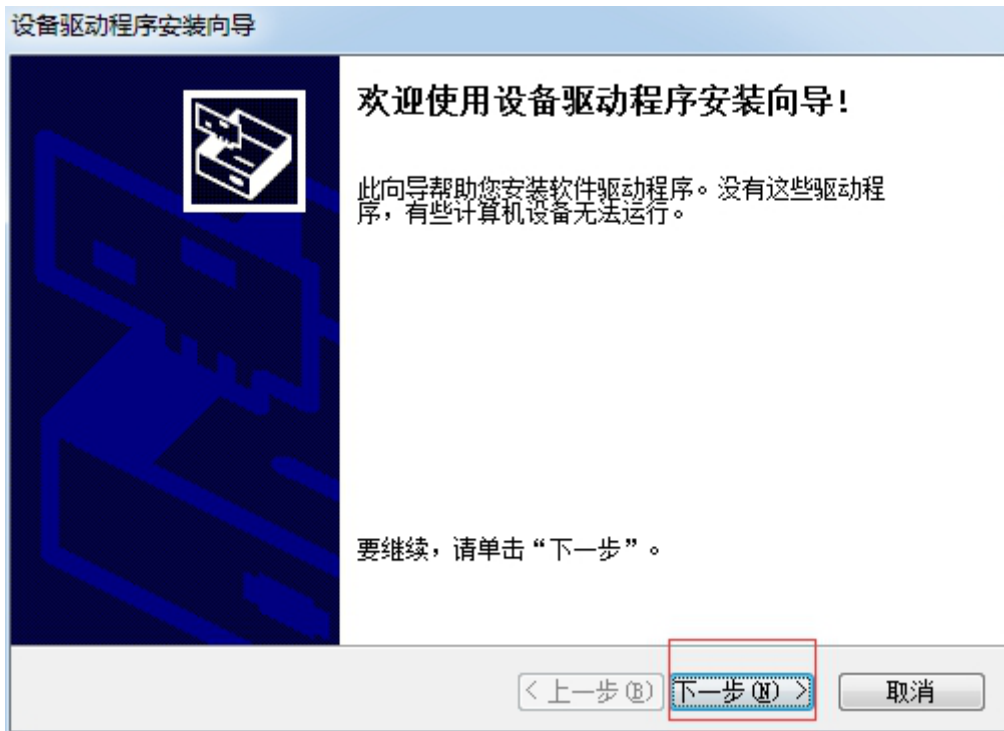 设备驱动程序安装向导
欢迎使用设备驱动程序安装向导!
此向导帮助您安装软件驱动程序。没有这些驱动程
序，有些计算机设备无法运行。
要继续，请单击“下一步”。
< 上一步(B) 下一步(N) > 取消